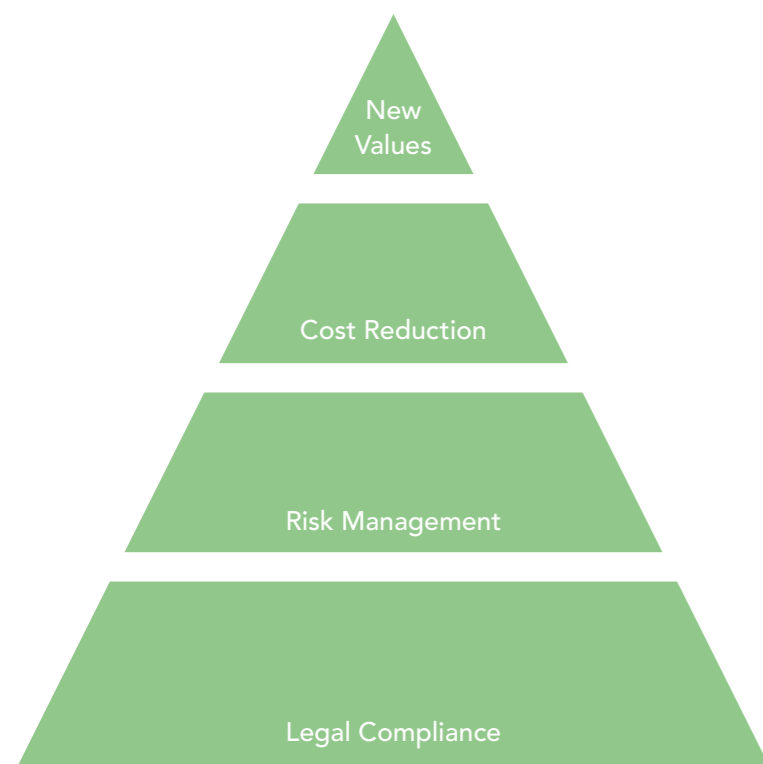 New
Values
Cost Reduction
Risk Management
Legal Compliance